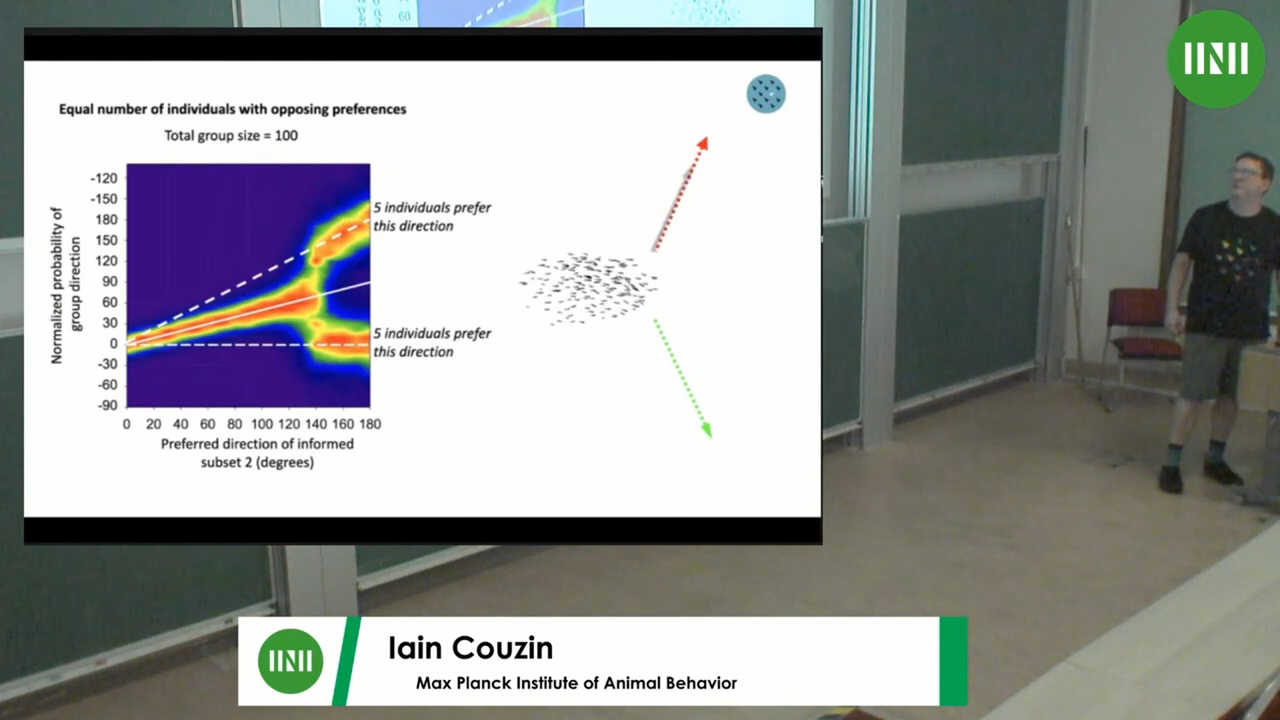 Equal number of individuals with opposing preferences
Total group size = 100
Normalized probability of
group direction
-120
-150
180
150
120
90
60
30
0
-30
-60
-90
0 20 40 60 80 100 120 140 160 180
Preferred direction of informed
subset 2 (degrees)
5 individuals prefer
this direction
5 individuals prefer
this direction
Iain Couzin
Max Planck Institute of Animal Behavior